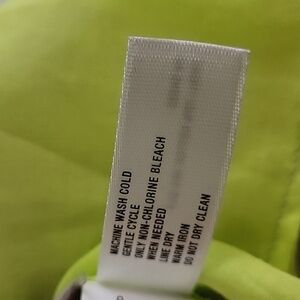 MACHINE WASH COLD
GENTLE CYCLE
ONLY NON-CHLORINE BLEACH
WHEN NEEDED
LINE DRY
WARM IRON
DO NOT DRY CLEAN